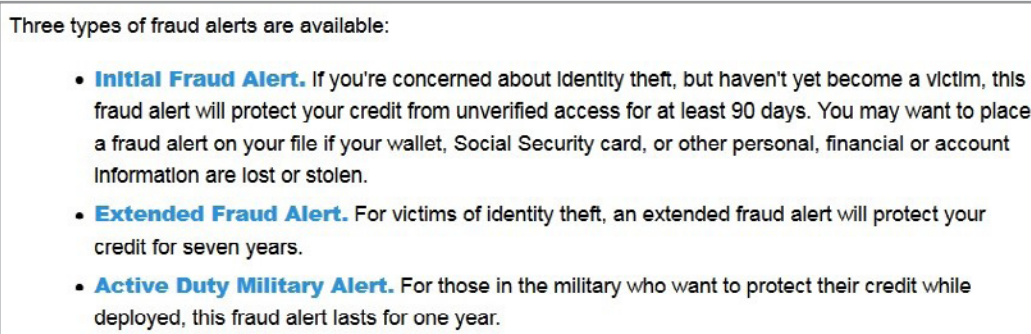 Three types of fraud alerts are available:
• Initial Fraud Alert. If you're concerned about identity theft, but haven't yet become a victim, this
fraud alert will protect your credit from unverified access for at least 90 days. You may want to place
a fraud alert on your file if your wallet, Social Security card, or other personal, financial or account
information are lost or stolen.
• Extended Fraud Alert. For victims of identity theft, an extended fraud alert will protect your
credit for seven years.
• Active Duty Military Alert. For those in the military who want to protect their credit while
deployed, this fraud alert lasts for one year.